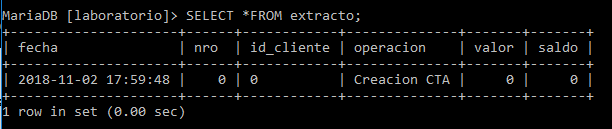 MariaDB [laboratorio]> SELECT *FROM extracto;
+---------------------+------+------------+--------------+-------+-------+
| fecha               | nro  | id_cliente | operacion    | valor | saldo |
+---------------------+------+------------+--------------+-------+-------+
| 2018-11-02 17:59:48 |    0 | 0          | Creacion CTA |     0 |     0 |
+---------------------+------+------------+--------------+-------+-------+
1 row in set (0.00 sec)